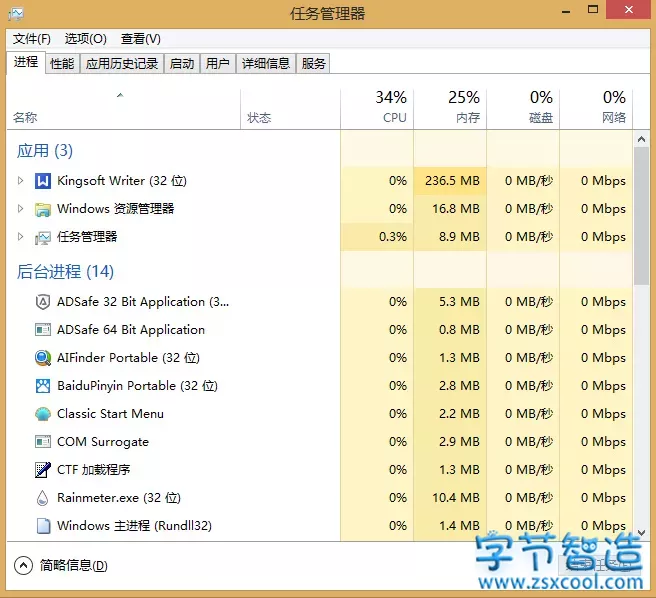 任务管理器
文件(F) 选项(O) 查看(V)
进程 性能 应用历史记录 启动 用户 详细信息 服务
34% 25% 0% 0%
名称 状态 CPU 内存 磁盘 网络
应用 (3)
Kingsoft Writer (32 位) 0% 236.5 MB 0 MB/秒 0 Mbps
Windows 资源管理器 0% 16.8 MB 0 MB/秒 0 Mbps
任务管理器 0.3% 8.9 MB 0 MB/秒 0 Mbps
后台进程 (14)
ADSafe 32 Bit Application (3... 0% 5.3 MB 0 MB/秒 0 Mbps
ADSafe 64 Bit Application 0% 0.8 MB 0 MB/秒 0 Mbps
AIFinder Portable (32 位) 0% 1.3 MB 0 MB/秒 0 Mbps
BaiduPinyin Portable (32 位) 0% 2.8 MB 0 MB/秒 0 Mbps
Classic Start Menu 0% 2.2 MB 0 MB/秒 0 Mbps
COM Surrogate 0% 2.9 MB 0 MB/秒 0 Mbps
CTF 加载程序 0% 1.3 MB 0 MB/秒 0 Mbps
Rainmeter.exe (32 位) 0% 10.4 MB 0 MB/秒 0 Mbps
Windows 主进程 (Rundll32) 0% 1.4 MB 0 MB/秒 0 Mbps
简略信息(D)
字节智造
www.zsxcool.com